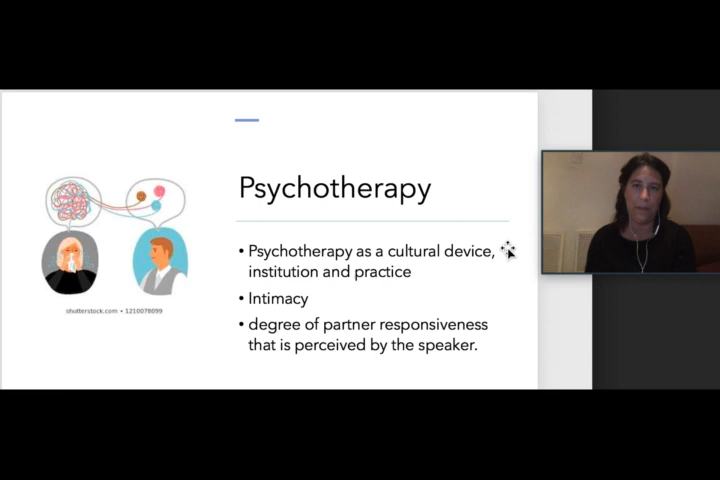 Psychotherapy
• Psychotherapy as a cultural device,
institution and practice
• Intimacy
• degree of partner responsiveness
that is perceived by the speaker.
shutterstock.com • 1210078099